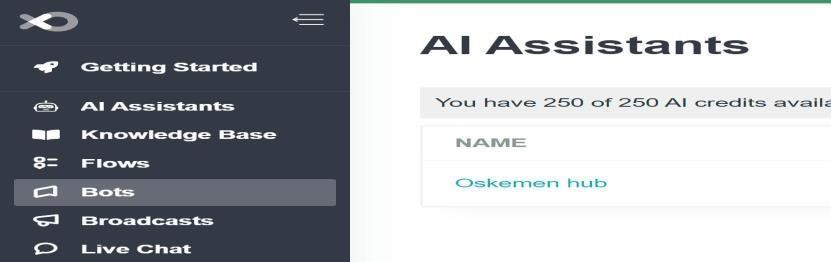 Getting Started
AI Assistants
Knowledge Base
Flows
Bots
Broadcasts
Live Chat
AI Assistants
You have 250 of 250 AI credits availa
NAME
Oskemen hub